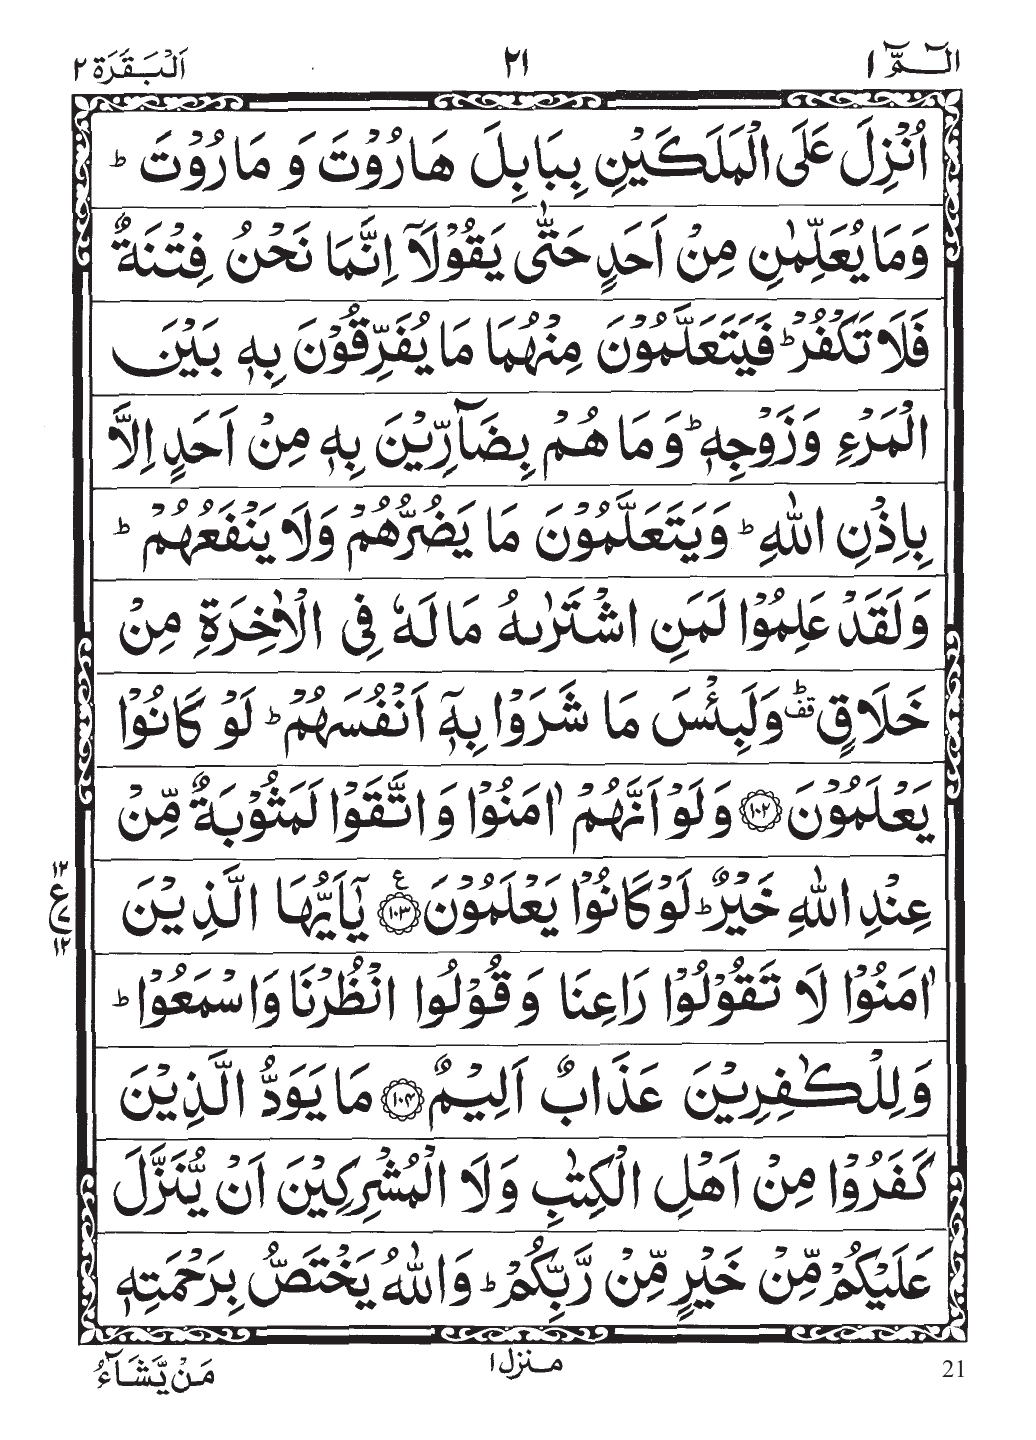 الٓمّٓ ١ ٢١ اَلْبَقَرَة ٢
اُنْزِلَ عَلَى الْمَلَكَيْنِ بِبَابِلَ هَارُوْتَ وَ مَارُوْتَ ؕ
وَمَا يُعَلِّمٰنِ مِنْ اَحَدٍ حَتّٰى يَقُوْلَاۤ اِنَّمَا نَحْنُ فِتْنَةٌ
فَلَا تَكْفُرْ ؕ فَيَتَعَلَّمُوْنَ مِنْهُمَا مَا يُفَرِّقُوْنَ بِهٖ بَيْنَ
الْمَرْءِ وَزَوْجِهٖ ؕ وَمَا هُمْ بِضَآرِّيْنَ بِهٖ مِنْ اَحَدٍ اِلَّا
بِاِذْنِ اللّٰهِ ؕ وَيَتَعَلَّمُوْنَ مَا يَضُرُّهُمْ وَلَا يَنْفَعُهُمْ ؕ
وَلَقَدْ عَلِمُوْا لَمَنِ اشْتَرٰىهُ مَا لَهٗ فِى الْاٰخِرَةِ مِنْ
خَلَاقٍ ؕ قف وَلَبِئْسَ مَا شَرَوْا بِهٖۤ اَنْفُسَهُمْ ؕ لَوْ كَانُوْا
يَعْلَمُوْنَ ١٠٢ وَلَوْ اَنَّهُمْ اٰمَنُوْا وَاتَّقَوْا لَمَثُوْبَةٌ مِّنْ
عِنْدِ اللّٰهِ خَيْرٌ ؕ لَوْ كَانُوْا يَعْلَمُوْنَ ١٠٣ ع يٰۤاَيُّهَا الَّذِيْنَ
١٢
ع ٧
١٢
اٰمَنُوْا لَا تَقُوْلُوْا رَاعِنَا وَقُوْلُوا انْظُرْنَا وَاسْمَعُوْا ؕ
وَلِلْكٰفِرِيْنَ عَذَابٌ اَلِيْمٌ ١٠٤ مَا يَوَدُّ الَّذِيْنَ
كَفَرُوْا مِنْ اَهْلِ الْكِتٰبِ وَلَا الْمُشْرِكِيْنَ اَنْ يُّنَزَّلَ
عَلَيْكُمْ مِّنْ خَيْرٍ مِّنْ رَّبِّكُمْ ؕ وَاللّٰهُ يَخْتَصُّ بِرَحْمَتِهٖ
21 منزل ١ مَنْ يَّشَآءُ